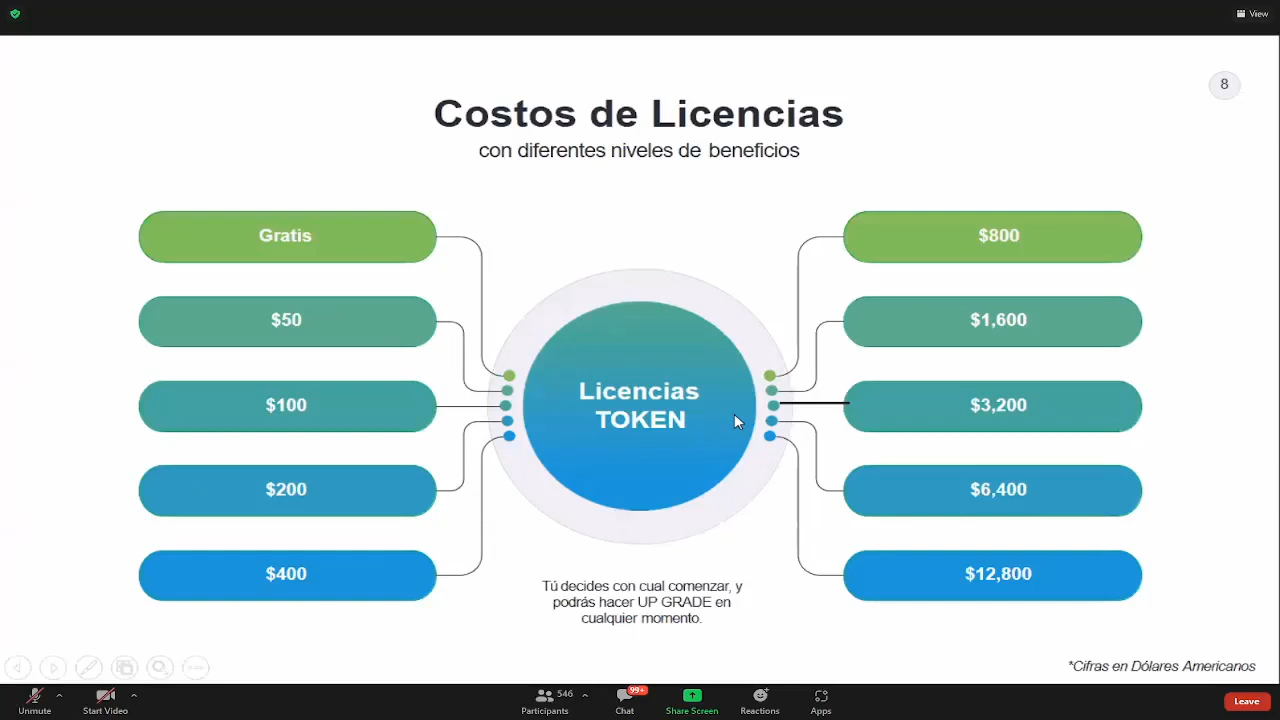 View
8
Costos de Licencias
con diferentes niveles de beneficios
Gratis
$50
$100
$200
$400
Licencias
TOKEN
$800
$1,600
$3,200
$6,400
$12,800
Tú decides con cual comenzar, y
podrás hacer UP GRADE en
cualquier momento.
*Cifras en Dólares Americanos
Unmute
Start Video
546
Participants
99+
Chat
Share Screen
Reactions
Apps
Leave